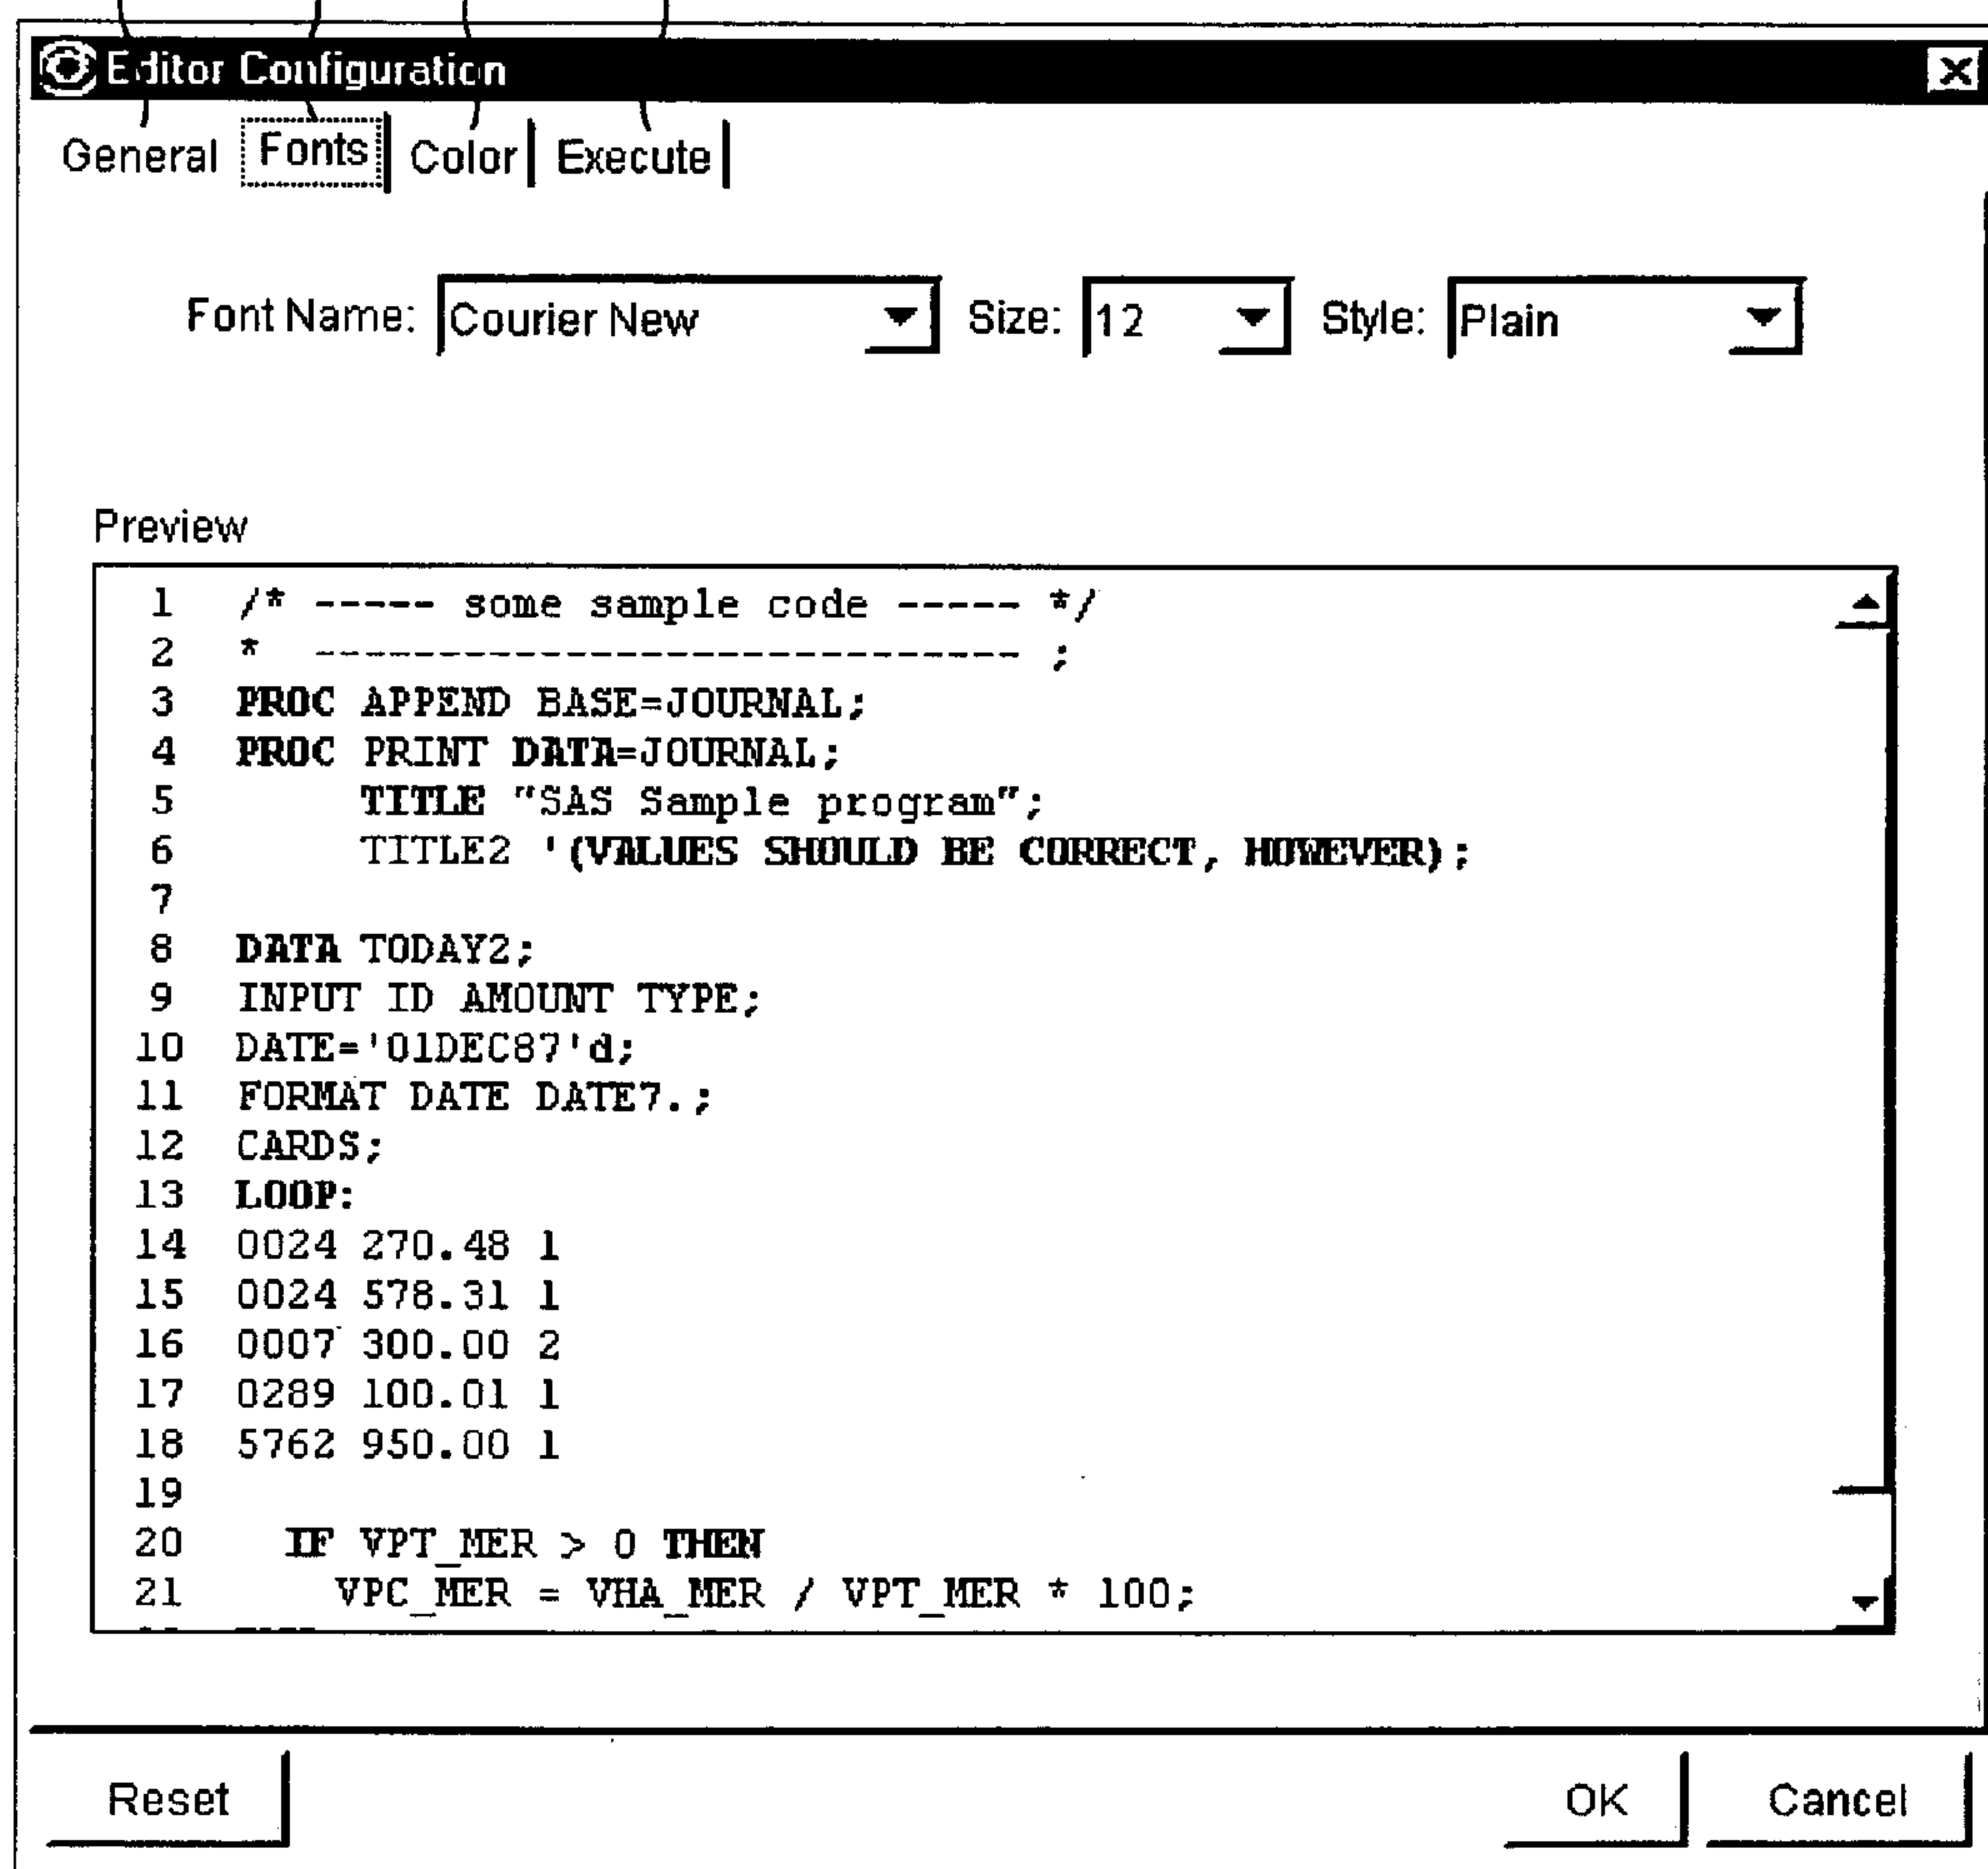 Editor Configuration
General Fonts Color Execute
Font Name: Courier New Size: 12 Style: Plain
Preview
1 /* ----- some sample code ----- */
2 * ----------------------------- ;
3 PROC APPEND BASE=JOURNAL;
4 PROC PRINT DATA=JOURNAL;
5 TITLE "SAS Sample program";
6 TITLE2 '(VALUES SHOULD BE CORRECT, HOWEVER);
7
8 DATA TODAY2;
9 INPUT ID AMOUNT TYPE;
10 DATE='01DEC87'd;
11 FORMAT DATE DATE7.;
12 CARDS;
13 LOOP:
14 0024 270.48 1
15 0024 578.31 1
16 0007 300.00 2
17 0289 100.01 1
18 5762 950.00 1
19
20 IF VPT_MER > 0 THEN
21 VPC_MER = VHA_MER / VPT_MER * 100;
Reset OK Cancel